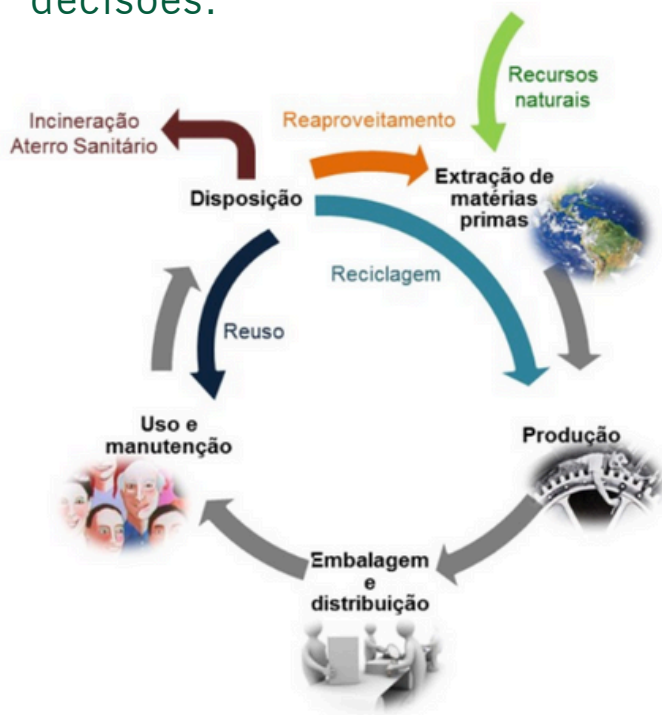 decisões.
Recursos
naturais
Incineração
Aterro Sanitário
Reaproveitamento
Extração de
matérias
primas
Disposição
Reciclagem
Reuso
Uso e
manutenção
Produção
Embalagem
e
distribuição